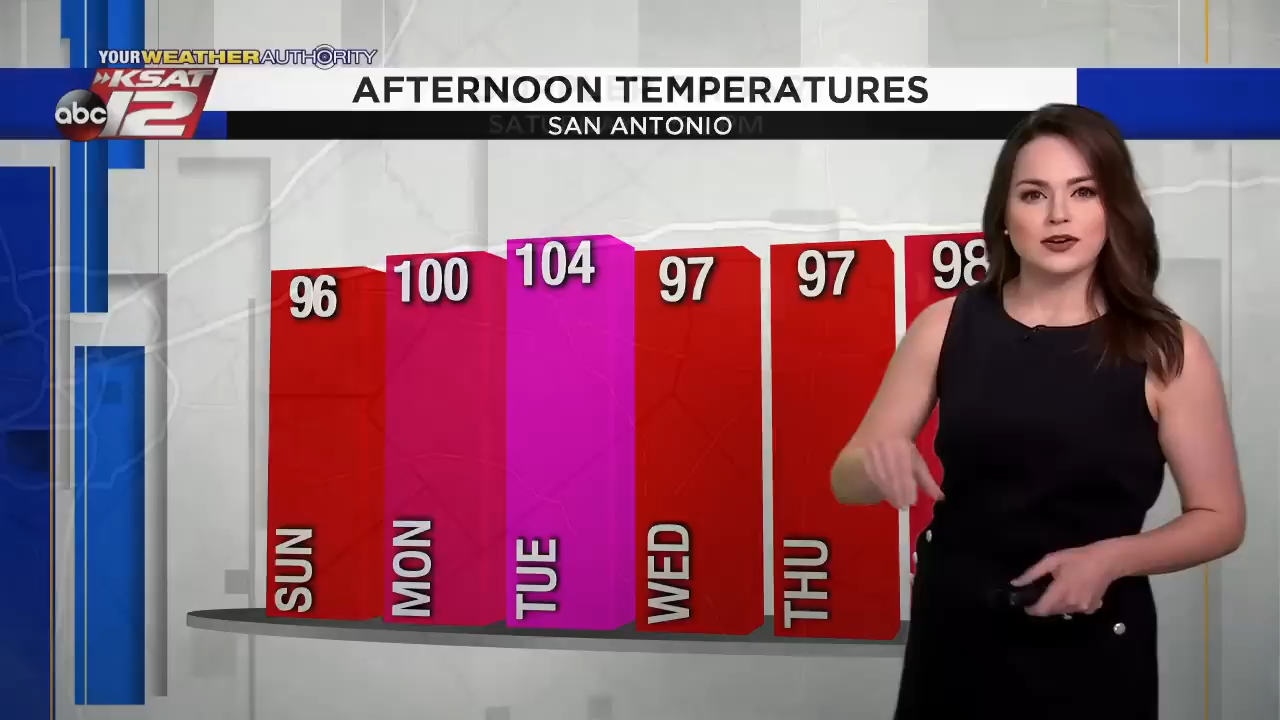 YOUR WEATHER AUTHORITY
KSAT
abc 12
AFTERNOON TEMPERATURES
SAN ANTONIO
96
100
104
97
97
98
SUN
MON
TUE
WED
THU